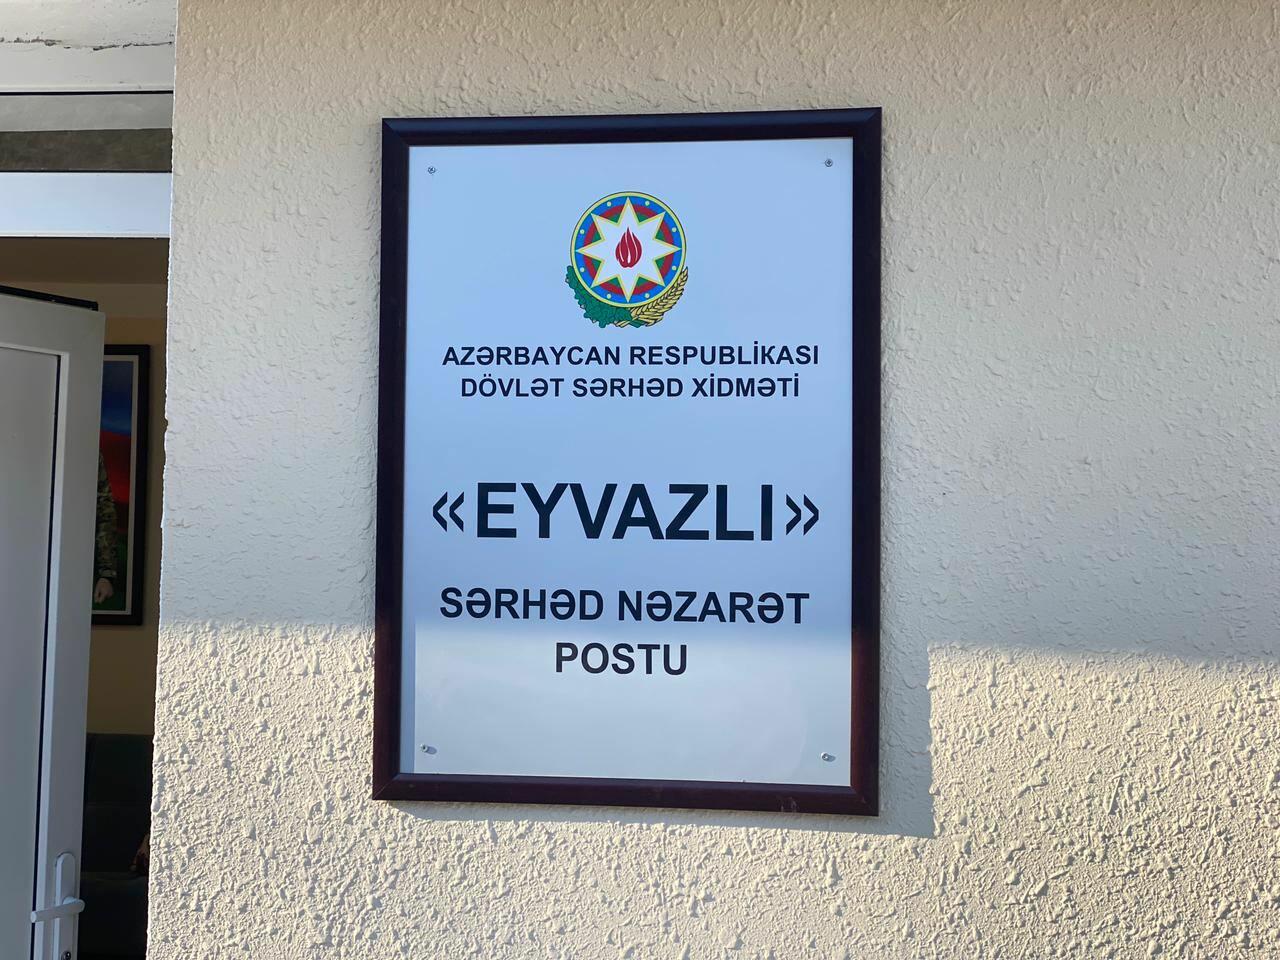 AZƏRBAYCAN RESPUBLİKASI
DÖVLƏT SƏRHƏD XİDMƏTİ
«EYVAZLI»
SƏRHƏD NƏZARƏT
POSTU